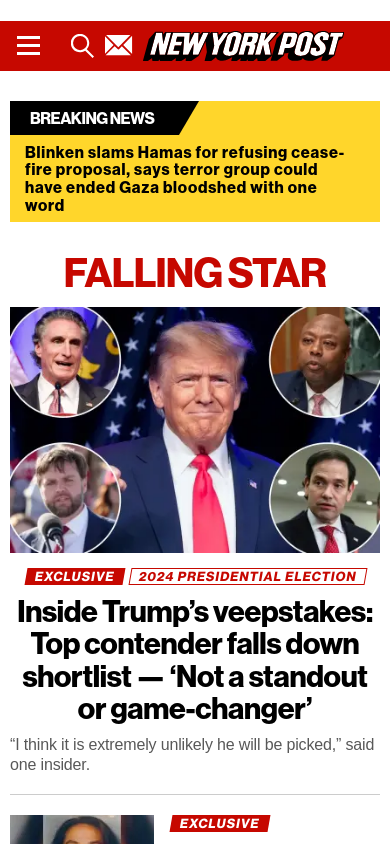 NEW YORK POST
BREAKING NEWS
Blinken slams Hamas for refusing cease-
fire proposal, says terror group could
have ended Gaza bloodshed with one
word
FALLING STAR
EXCLUSIVE 2024 PRESIDENTIAL ELECTION
Inside Trump’s veepstakes:
Top contender falls down
shortlist — ‘Not a standout
or game-changer’
“I think it is extremely unlikely he will be picked,” said
one insider.
EXCLUSIVE